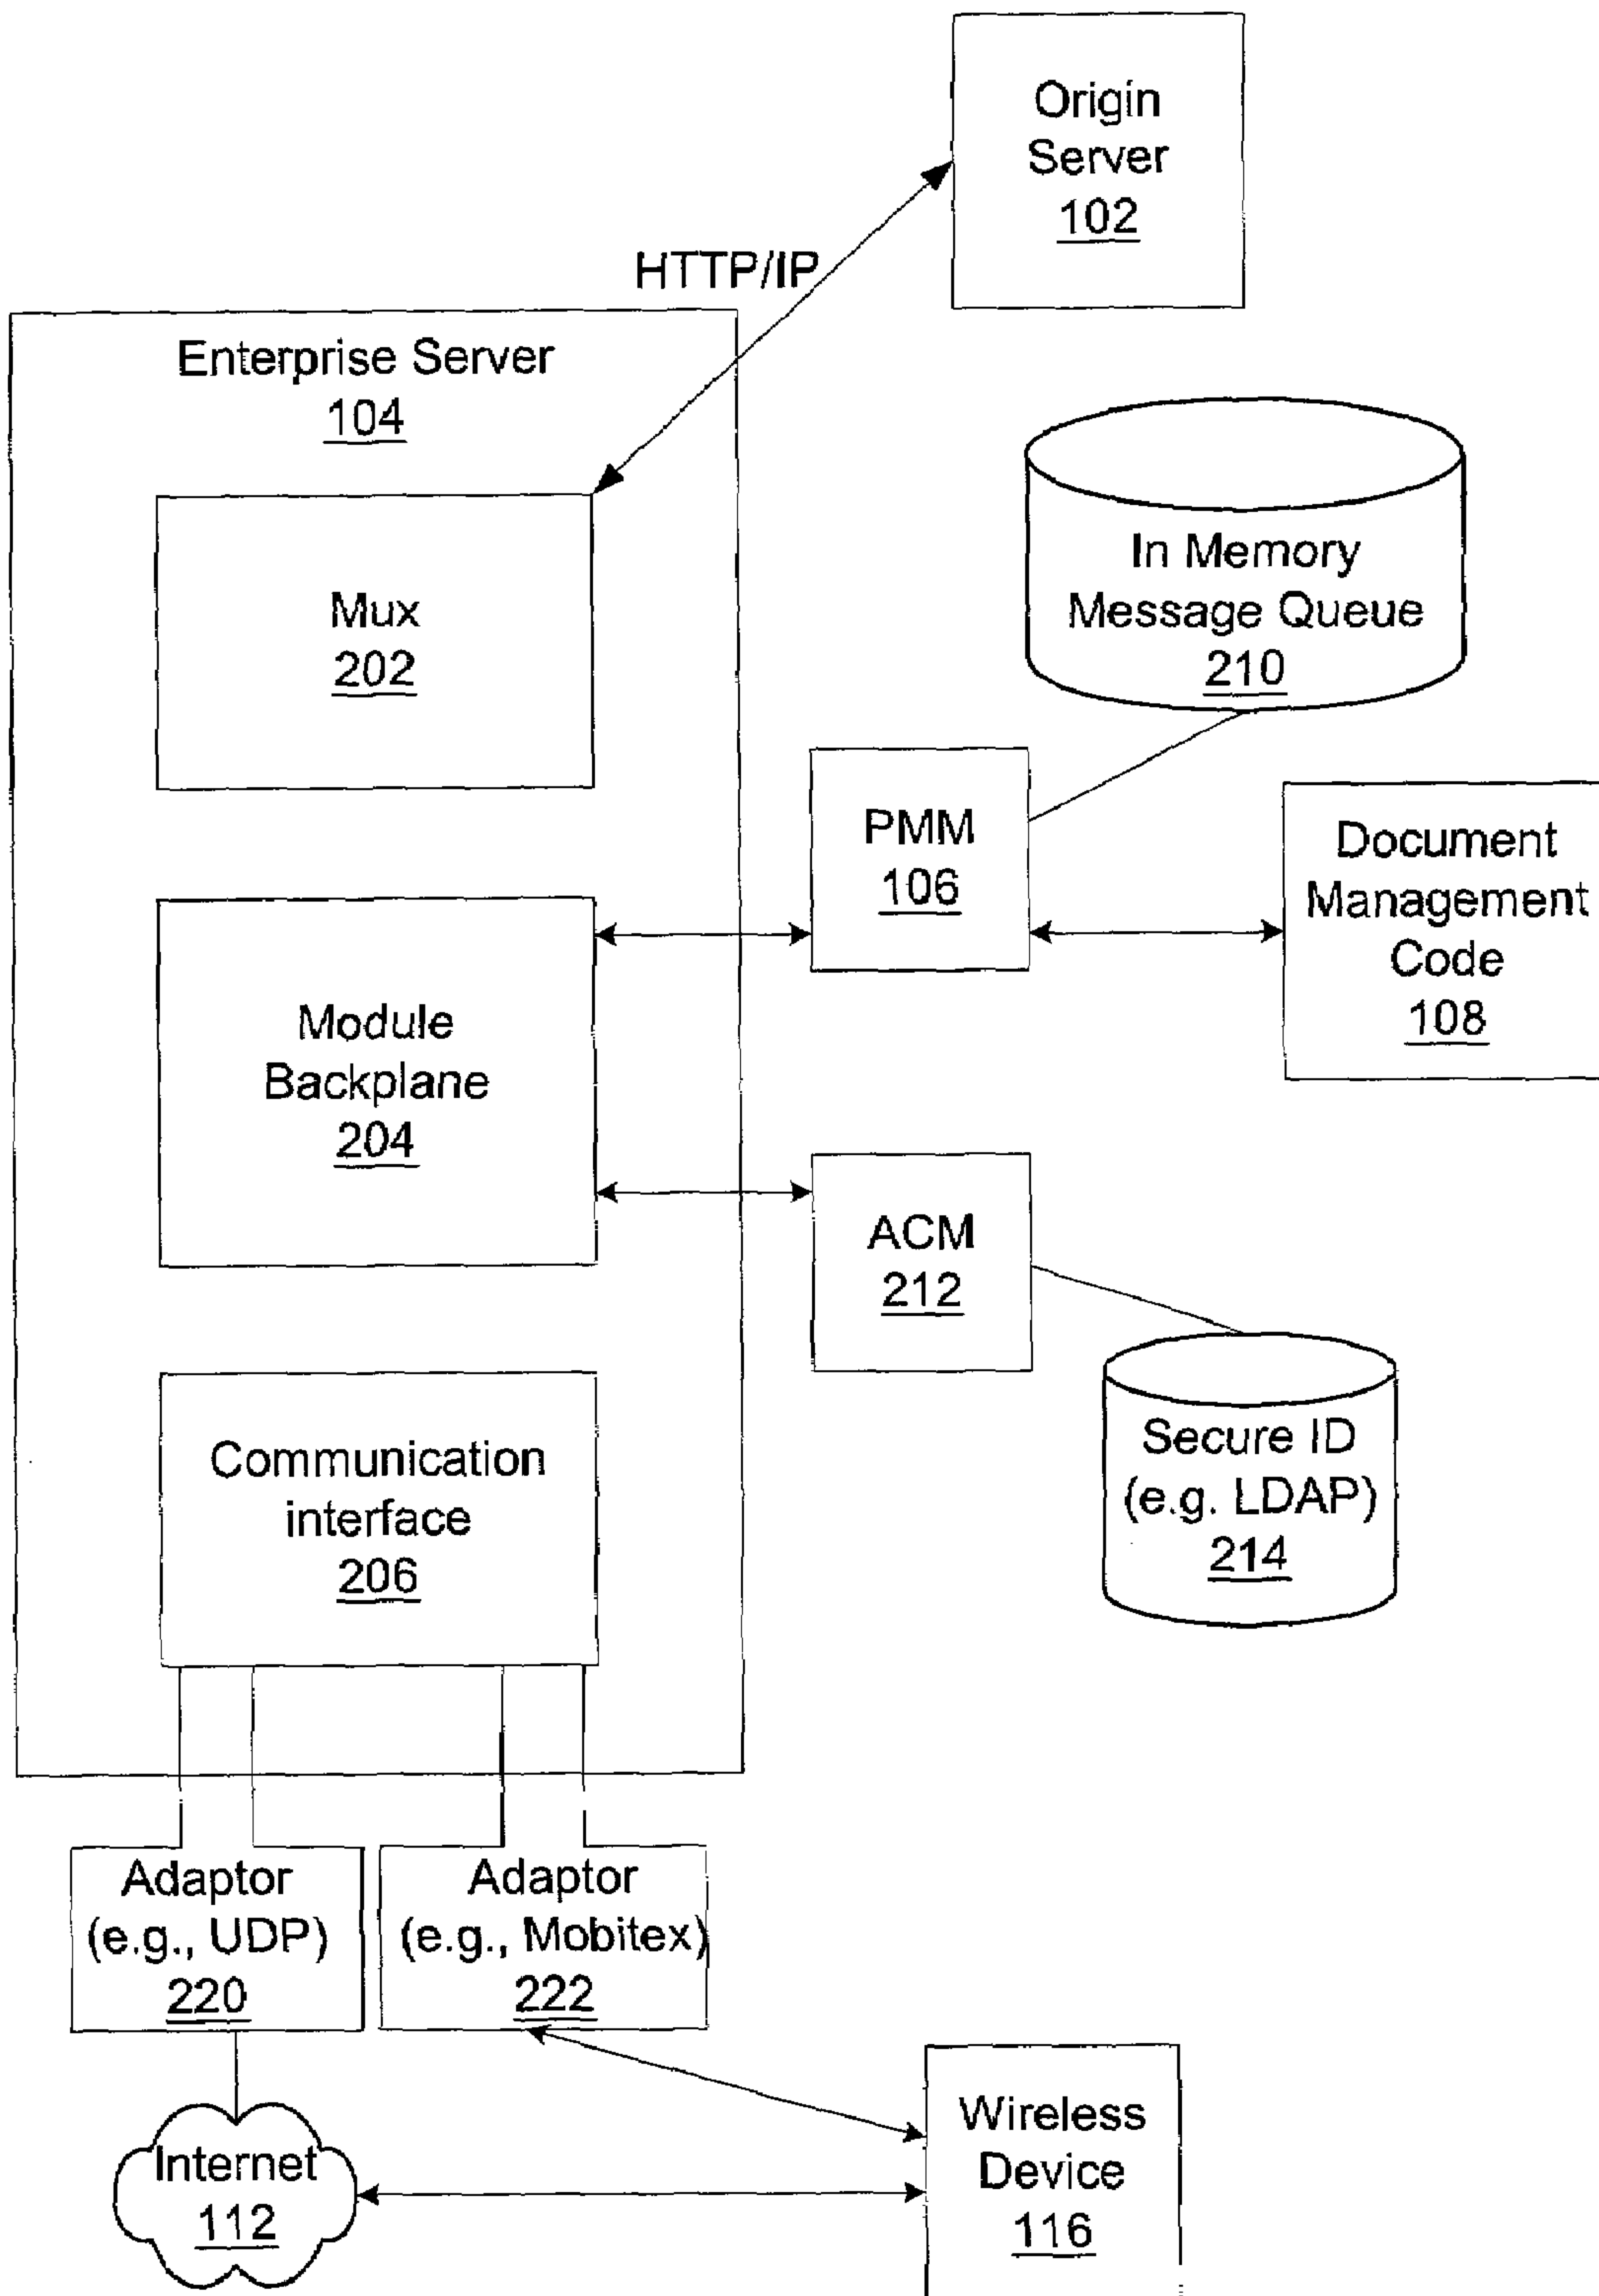 Origin
Server
102
HTTP/IP
Enterprise Server
104
In Memory
Message Queue
210
Mux
202
PMM
106
Document
Management
Code
108
Module
Backplane
204
ACM
212
Secure ID
(e.g. LDAP)
214
Communication
interface
206
Adaptor
(e.g., UDP)
220
Adaptor
(e.g., Mobitex)
222
Internet
112
Wireless
Device
116